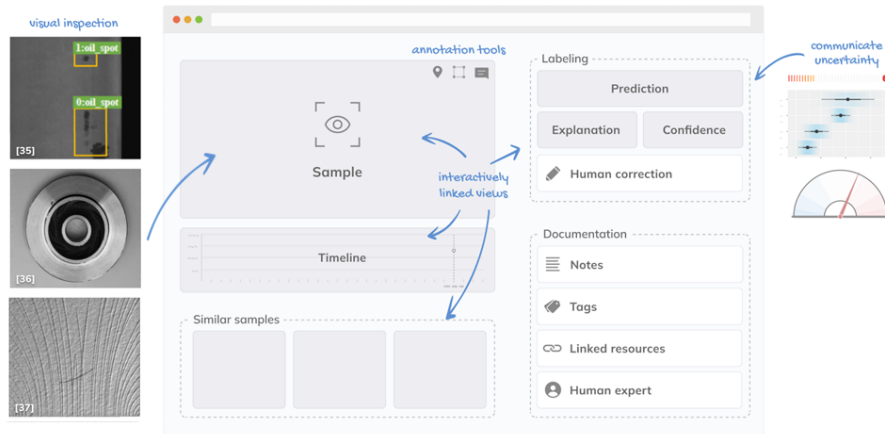 visual inspection
1:oil_spot
0:oil_spot
[35]
[36]
[37]
annotation tools
Sample
interactively
linked views
Timeline
Similar samples
Labeling
Prediction
Explanation
Confidence
Human correction
Documentation
Notes
Tags
Linked resources
Human expert
communicate
uncertainty